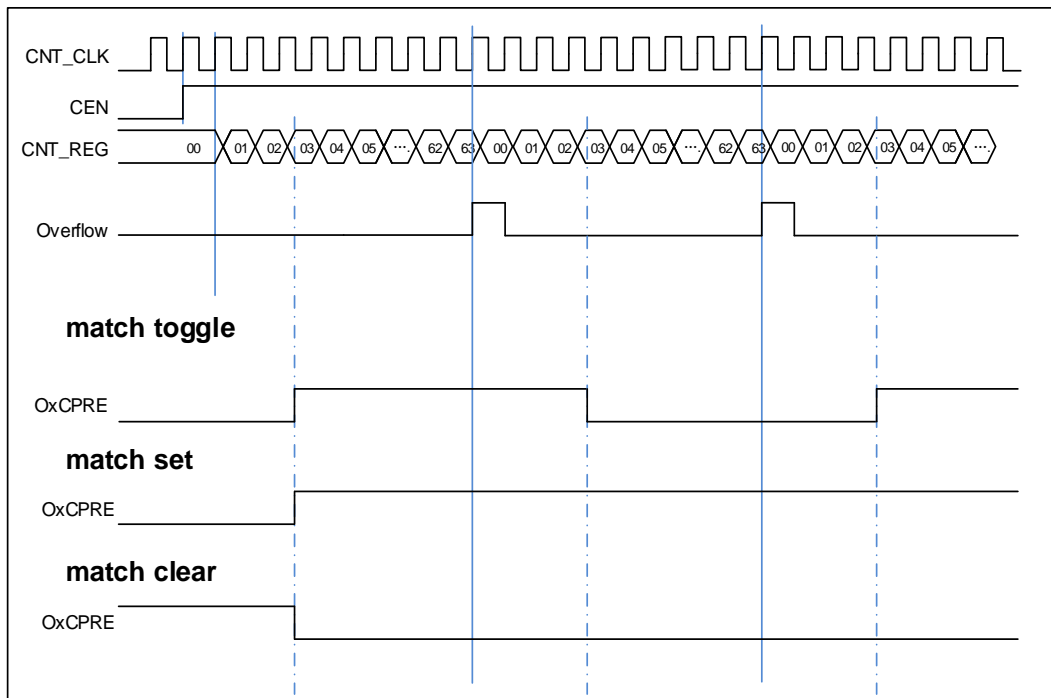 CNT_CLK
CEN
CNT_REG 00 01 02 03 04 05 .... 62 63 00 01 02 03 04 05 .... 62 63 00 01 02 03 04 05 ....
Overflow
match toggle
OxCPRE
match set
OxCPRE
match clear
OxCPRE